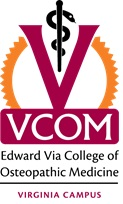 V
VCOM
Edward Via College of
Osteopathic Medicine
VIRGINIA CAMPUS